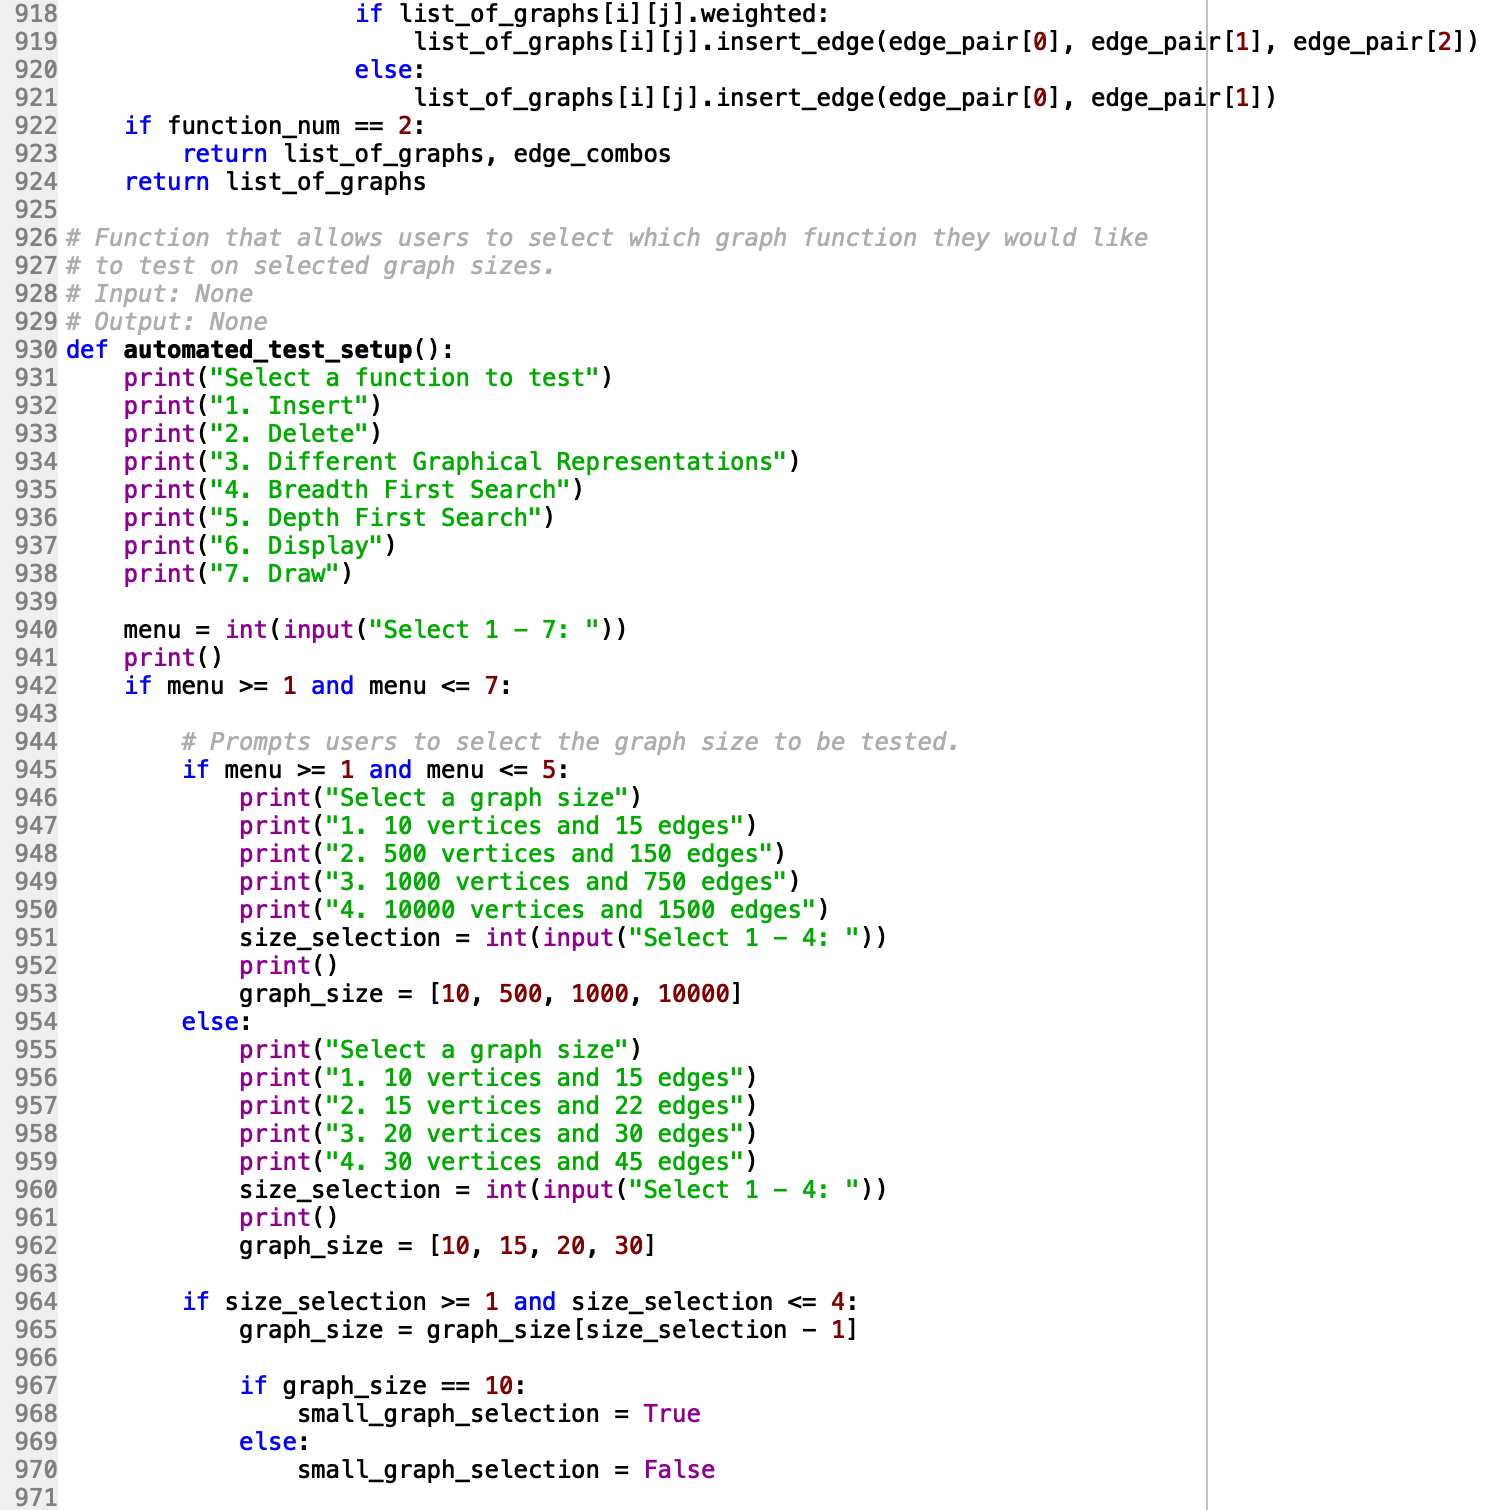 918                     if list_of_graphs[i][j].weighted:
919                         list_of_graphs[i][j].insert_edge(edge_pair[0], edge_pair[1], edge_pair[2])
920                     else:
921                         list_of_graphs[i][j].insert_edge(edge_pair[0], edge_pair[1])
922     if function_num == 2:
923         return list_of_graphs, edge_combos
924     return list_of_graphs
925
926 # Function that allows users to select which graph function they would like
927 # to test on selected graph sizes.
928 # Input: None
929 # Output: None
930 def automated_test_setup():
931     print("Select a function to test")
932     print("1. Insert")
933     print("2. Delete")
934     print("3. Different Graphical Representations")
935     print("4. Breadth First Search")
936     print("5. Depth First Search")
937     print("6. Display")
938     print("7. Draw")
939
940     menu = int(input("Select 1 - 7: "))
941     print()
942     if menu >= 1 and menu <= 7:
943
944         # Prompts users to select the graph size to be tested.
945         if menu >= 1 and menu <= 5:
946             print("Select a graph size")
947             print("1. 10 vertices and 15 edges")
948             print("2. 500 vertices and 150 edges")
949             print("3. 1000 vertices and 750 edges")
950             print("4. 10000 vertices and 1500 edges")
951             size_selection = int(input("Select 1 - 4: "))
952             print()
953             graph_size = [10, 500, 1000, 10000]
954         else:
955             print("Select a graph size")
956             print("1. 10 vertices and 15 edges")
957             print("2. 15 vertices and 22 edges")
958             print("3. 20 vertices and 30 edges")
959             print("4. 30 vertices and 45 edges")
960             size_selection = int(input("Select 1 - 4: "))
961             print()
962             graph_size = [10, 15, 20, 30]
963
964         if size_selection >= 1 and size_selection <= 4:
965             graph_size = graph_size[size_selection - 1]
966
967             if graph_size == 10:
968                 small_graph_selection = True
969             else:
970                 small_graph_selection = False
971